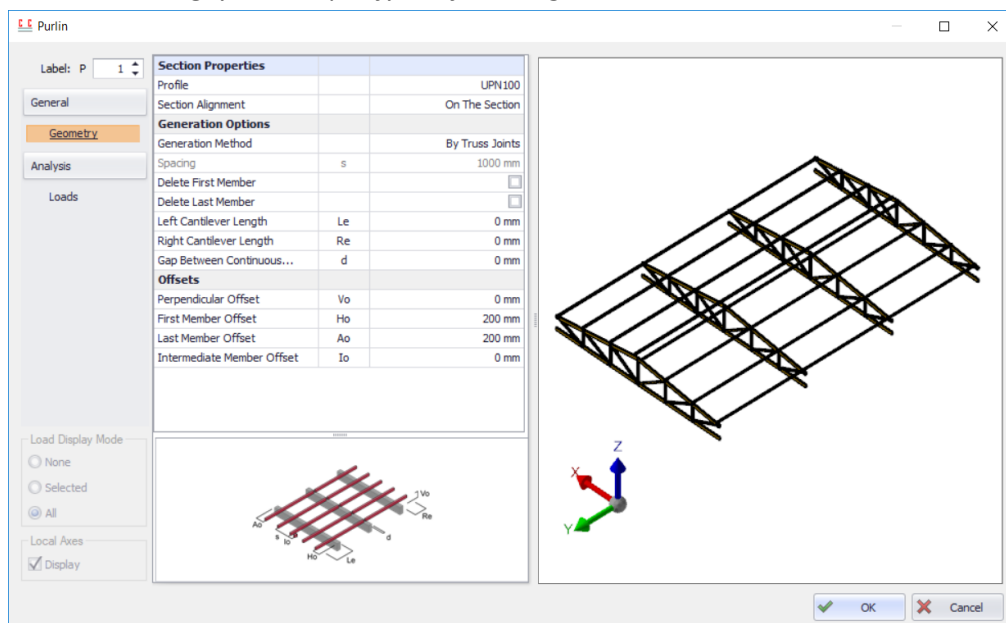 Purlin
Label: P 1
General
Geometry
Analysis
Loads
Section Properties
Profile UPN100
Section Alignment On The Section
Generation Options
Generation Method By Truss Joints
Spacing s 1000 mm
Delete First Member
Delete Last Member
Left Cantilever Length Le 0 mm
Right Cantilever Length Re 0 mm
Gap Between Continuous... d 0 mm
Offsets
Perpendicular Offset Vo 0 mm
First Member Offset Ho 200 mm
Last Member Offset Ao 200 mm
Intermediate Member Offset Io 0 mm
Load Display Mode
None
Selected
All
Local Axes
Display
Vo
Re
Ao
s
Io
d
Ho
Le
Z
X
Y
OK Cancel